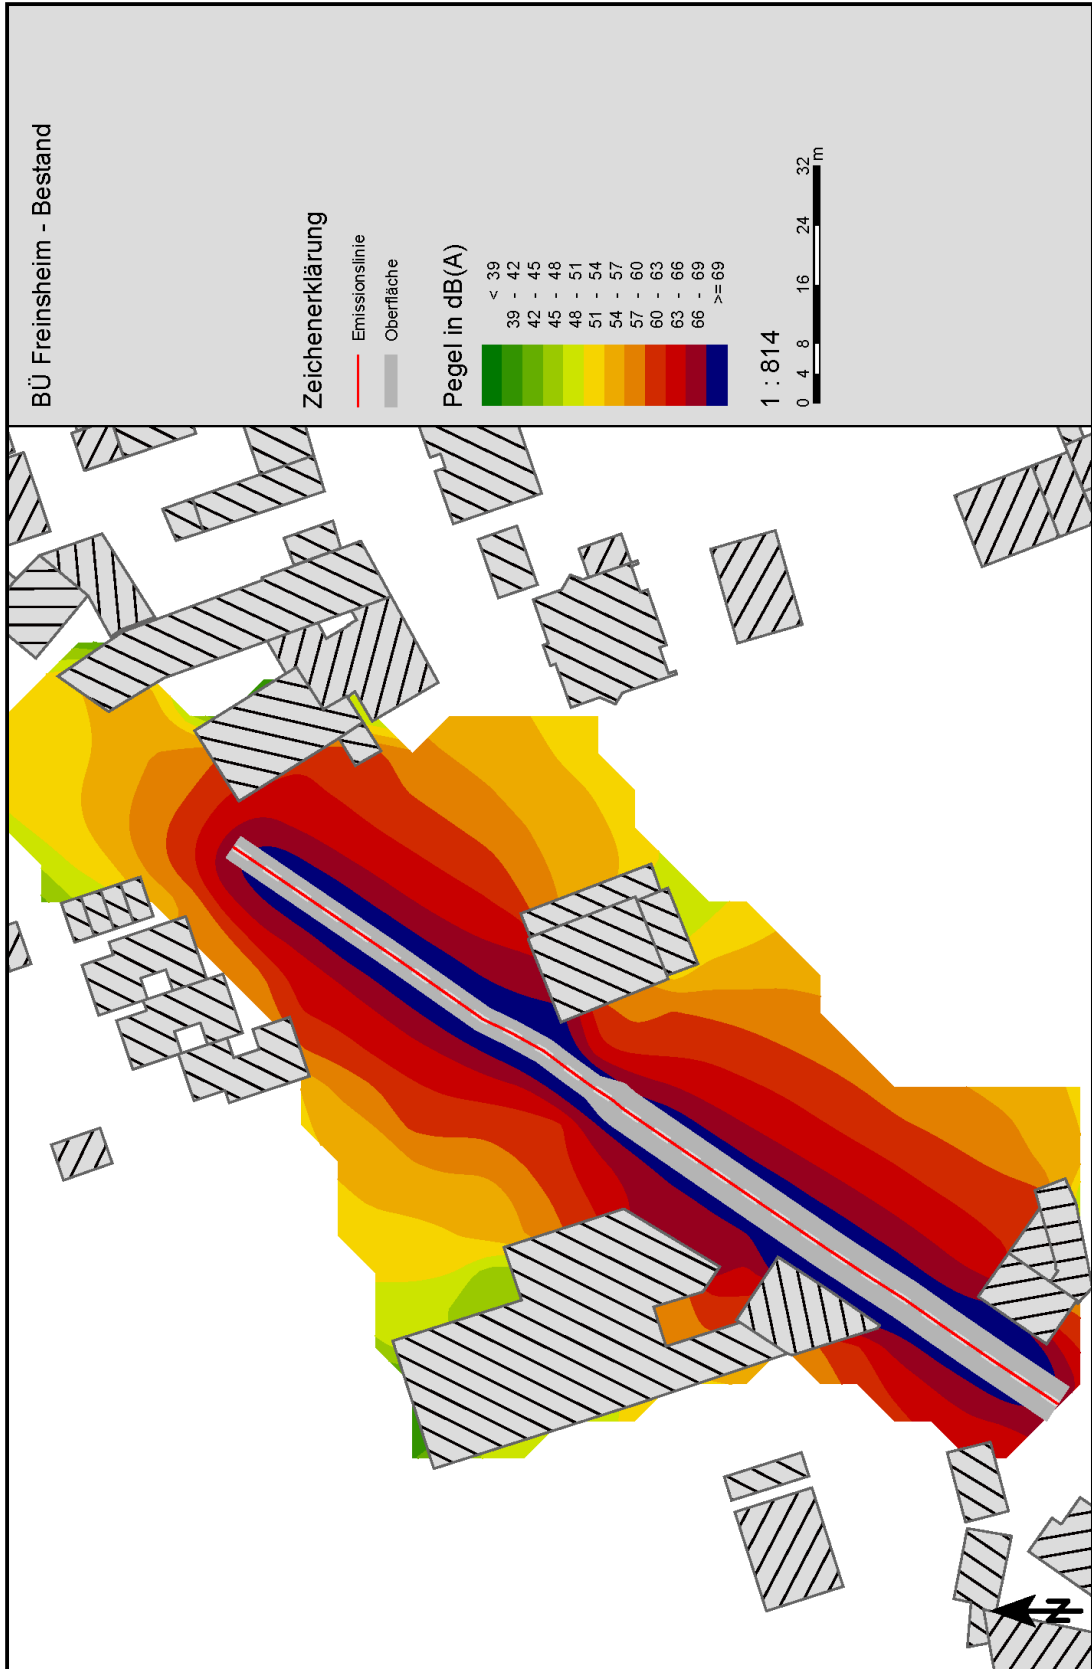 BÜ Freinsheim - Bestand
Zeichenerklärung
Emissionslinie
Oberfläche
Pegel in dB(A)
< 39
39 - 42
42 - 45
45 - 48
48 - 51
51 - 54
54 - 57
57 - 60
60 - 63
63 - 66
66 - 69
>= 69
1 : 814
0 4 8 16 24 32
m
N